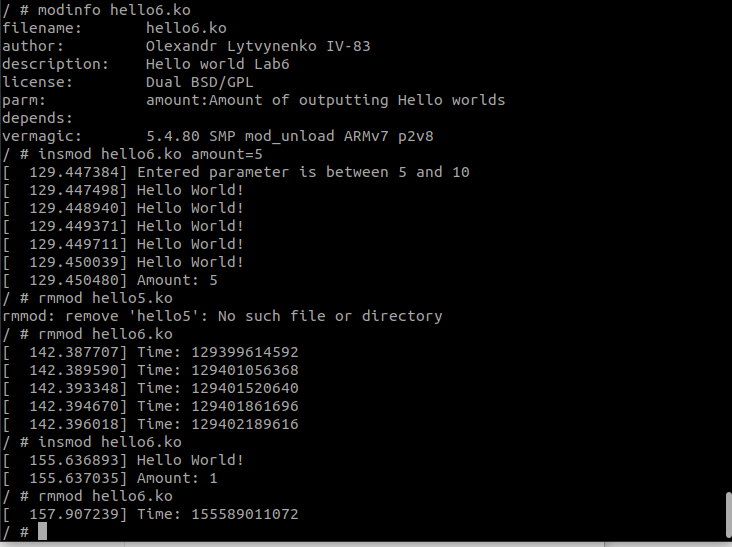 / # modinfo hello6.ko
filename:       hello6.ko
author:         Olexandr Lytvynenko IV-83
description:    Hello world Lab6
license:        Dual BSD/GPL
parm:           amount:Amount of outputting Hello worlds
depends:
vermagic:       5.4.80 SMP mod_unload ARMv7 p2v8
/ # insmod hello6.ko amount=5
[  129.447384] Entered parameter is between 5 and 10
[  129.447498] Hello World!
[  129.448940] Hello World!
[  129.449371] Hello World!
[  129.449711] Hello World!
[  129.450039] Hello World!
[  129.450480] Amount: 5
/ # rmmod hello5.ko
rmmod: remove 'hello5': No such file or directory
/ # rmmod hello6.ko
[  142.387707] Time: 129399614592
[  142.389590] Time: 129401056368
[  142.393348] Time: 129401520640
[  142.394670] Time: 129401861696
[  142.396018] Time: 129402189616
/ # insmod hello6.ko
[  155.636893] Hello World!
[  155.637035] Amount: 1
/ # rmmod hello6.ko
[  157.907239] Time: 155589011072
/ #